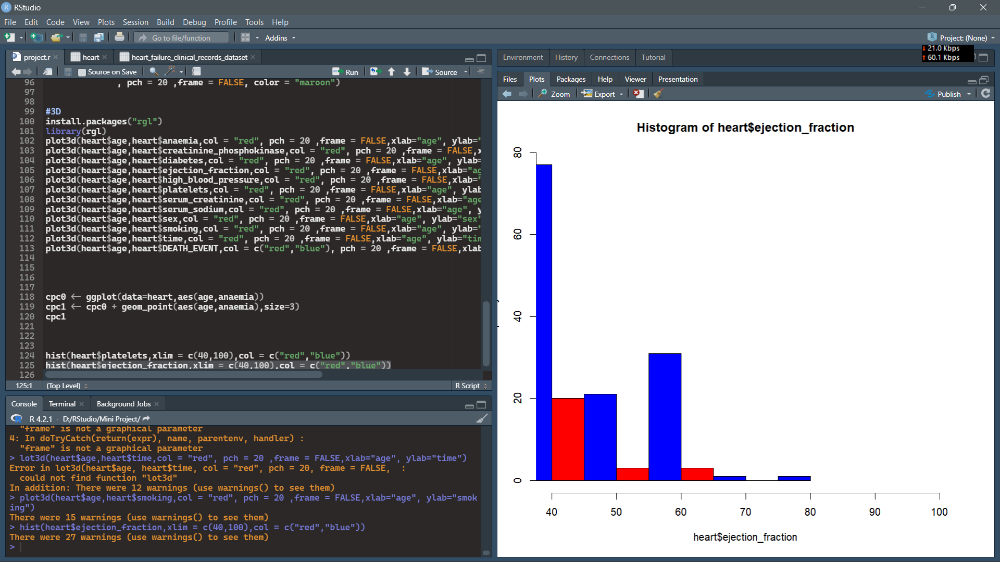 RStudio
File Edit Code View Plots Session Build Debug Profile Tools Help
Go to file/function Addins Project: (None)
21.0 Kbps
60.1 Kbps
project.r heart heart_failure_clinical_records_dataset
Source on Save Run Source
96 , pch = 20 ,frame = FALSE, color = "maroon")
97
98
99 #3D
100 install.packages("rgl")
101 library(rgl)
102 plot3d(heart$age,heart$anaemia,col = "red", pch = 20 ,frame = FALSE,xlab="age", ylab="
103 plot3d(heart$age,heart$creatinine_phosphokinase,col = "red", pch = 20 ,frame = FALSE,x
104 plot3d(heart$age,heart$diabetes,col = "red", pch = 20 ,frame = FALSE,xlab="age", ylab=
105 plot3d(heart$age,heart$ejection_fraction,col = "red", pch = 20 ,frame = FALSE,xlab="ag
106 plot3d(heart$age,heart$high_blood_pressure,col = "red", pch = 20 ,frame = FALSE,xlab="
107 plot3d(heart$age,heart$platelets,col = "red", pch = 20 ,frame = FALSE,xlab="age", ylab
108 plot3d(heart$age,heart$serum_creatinine,col = "red", pch = 20 ,frame = FALSE,xlab="age
109 plot3d(heart$age,heart$serum_sodium,col = "red", pch = 20 ,frame = FALSE,xlab="age", y
110 plot3d(heart$age,heart$sex,col = "red", pch = 20 ,frame = FALSE,xlab="age", ylab="sex"
111 plot3d(heart$age,heart$smoking,col = "red", pch = 20 ,frame = FALSE,xlab="age", ylab="
112 plot3d(heart$age,heart$time,col = "red", pch = 20 ,frame = FALSE,xlab="age", ylab="tim
113 plot3d(heart$age,heart$DEATH_EVENT,col = c("red","blue"), pch = 20 ,frame = FALSE,xlab
114
115
116
117
118 cpc0 <- ggplot(data=heart,aes(age,anaemia))
119 cpc1 <- cpc0 + geom_point(aes(age,anaemia),size=3)
120 cpc1
121
122
123
124 hist(heart$platelets,xlim = c(40,100),col = c("red","blue"))
125 hist(heart$ejection_fraction,xlim = c(40,100),col = c("red","blue"))
126
125:1 (Top Level) R Script
Console Terminal Background Jobs
R 4.2.1 · D:/RStudio/Mini Project/
"frame" is not a graphical parameter
4: In doTryCatch(return(expr), name, parentenv, handler) :
"frame" is not a graphical parameter
> lot3d(heart$age,heart$time,col = "red", pch = 20 ,frame = FALSE,xlab="age", ylab="time")
Error in lot3d(heart$age, heart$time, col = "red", pch = 20, frame = FALSE, :
could not find function "lot3d"
In addition: There were 12 warnings (use warnings() to see them)
> plot3d(heart$age,heart$smoking,col = "red", pch = 20 ,frame = FALSE,xlab="age", ylab="smok
ing")
There were 15 warnings (use warnings() to see them)
> hist(heart$ejection_fraction,xlim = c(40,100),col = c("red","blue"))
There were 27 warnings (use warnings() to see them)
>
Environment History Connections Tutorial
Files Plots Packages Help Viewer Presentation
Zoom Export Publish
Histogram of heart$ejection_fraction
80
60
40
20
0
40 50 60 70 80 90 100
heart$ejection_fraction